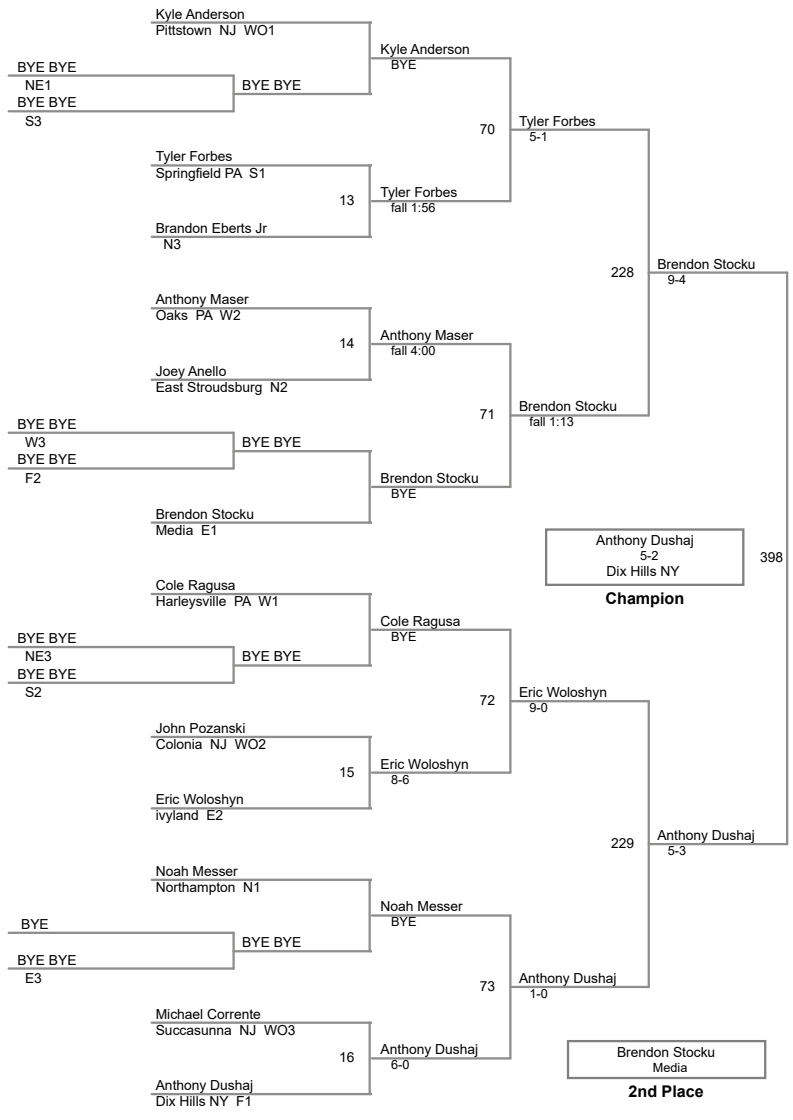 Kyle Anderson
Pittstown NJ WO1
Kyle Anderson
BYE
BYE BYE
NE1
BYE BYE
BYE BYE
S3
70
Tyler Forbes
5-1
Tyler Forbes
Springfield PA S1
13
Tyler Forbes
fall 1:56
Brandon Eberts Jr
N3
228
Brendon Stocku
9-4
Anthony Maser
Oaks PA W2
14
Anthony Maser
fall 4:00
Joey Anello
East Stroudsburg N2
71
Brendon Stocku
fall 1:13
BYE BYE
W3
BYE BYE
BYE BYE
F2
Brendon Stocku
BYE
Brendon Stocku
Media E1
Anthony Dushaj
5-2
Dix Hills NY
398
Champion
Cole Ragusa
Harleysville PA W1
Cole Ragusa
BYE
BYE BYE
NE3
BYE BYE
BYE BYE
S2
72
Eric Woloshyn
9-0
John Pozanski
Colonia NJ WO2
15
Eric Woloshyn
8-6
Eric Woloshyn
ivyland E2
229
Anthony Dushaj
5-3
Noah Messer
Northampton N1
Noah Messer
BYE
BYE
BYE BYE
BYE BYE
E3
73
Anthony Dushaj
1-0
Michael Corrente
Succasunna NJ WO3
16
Anthony Dushaj
6-0
Anthony Dushaj
Dix Hills NY F1
Brendon Stocku
Media
2nd Place